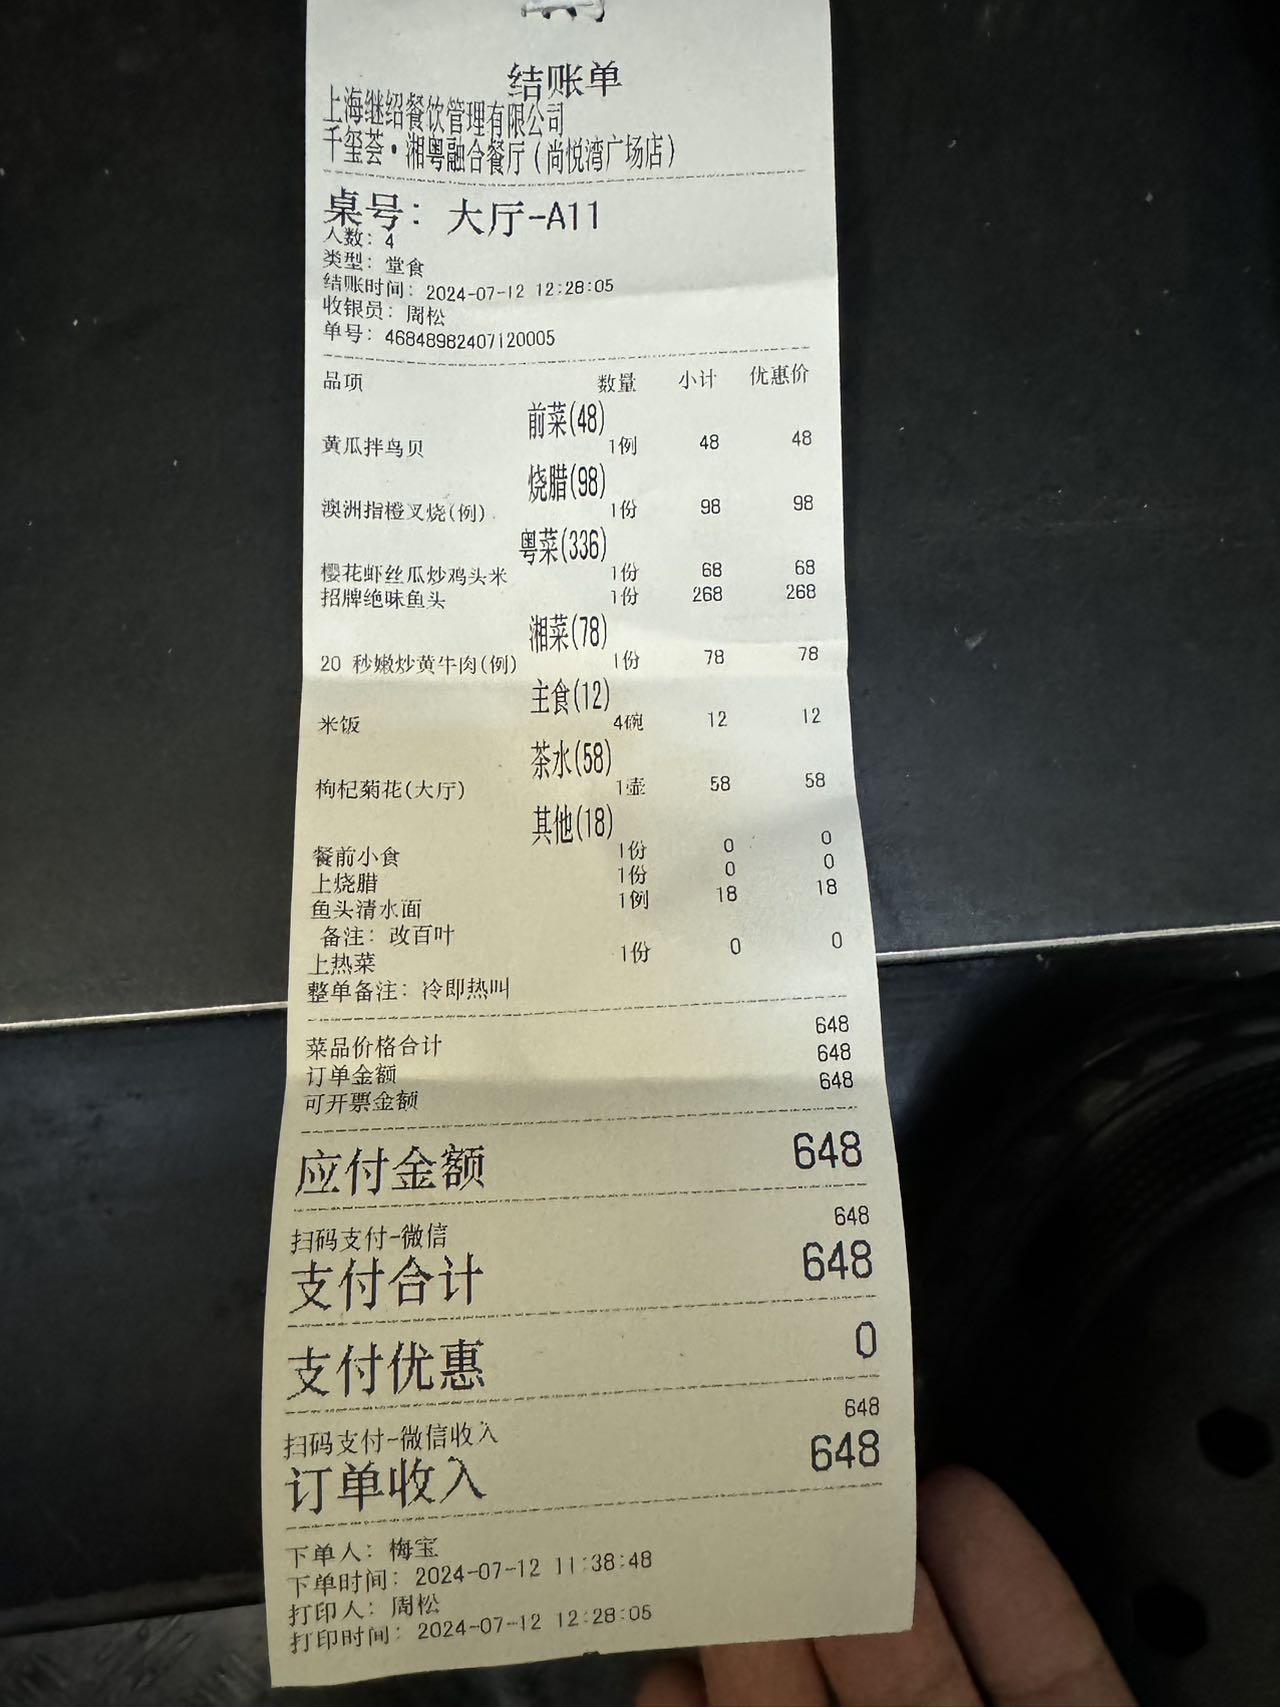 结账单
上海继绍餐饮管理有限公司
千玺荟·湘粤融合餐厅(尚悦湾广场店)
桌号: 大厅-A11
人数: 4
类型: 堂食
结账时间: 2024-07-12 12:28:05
收银员: 周松
单号: 46848982407120005
品项 数量 小计 优惠价
前菜(48)
黄瓜拌鸟贝 1例 48 48
烧腊(98)
澳洲指橙叉烧(例) 1份 98 98
粤菜(336)
樱花虾丝瓜炒鸡头米 1份 68 68
招牌绝味鱼头 1份 268 268
湘菜(78)
20 秒嫩炒黄牛肉(例) 1份 78 78
主食(12)
米饭 4碗 12 12
茶水(58)
枸杞菊花(大厅) 1壶 58 58
其他(18)
餐前小食 1份 0 0
上烧腊 1份 0 0
鱼头清水面 1例 18 18
备注: 改百叶
上热菜 1份 0 0
整单备注: 冷即热叫
菜品价格合计 648
订单金额 648
可开票金额 648
应付金额 648
扫码支付-微信 648
支付合计 648
支付优惠 0
扫码支付-微信收入 648
订单收入 648
下单人: 梅宝
下单时间: 2024-07-12 11:38:48
打印人: 周松
打印时间: 2024-07-12 12:28:05